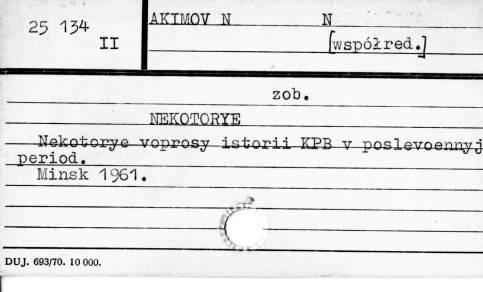 25 134
II
AKIMOV N N
[współred.]
zob.
NEKOTORYE
Nekotorye voprosy istorii KPB v poslevoennyj
period.
Minsk 1961.
DUJ. 693/70. 10 000.